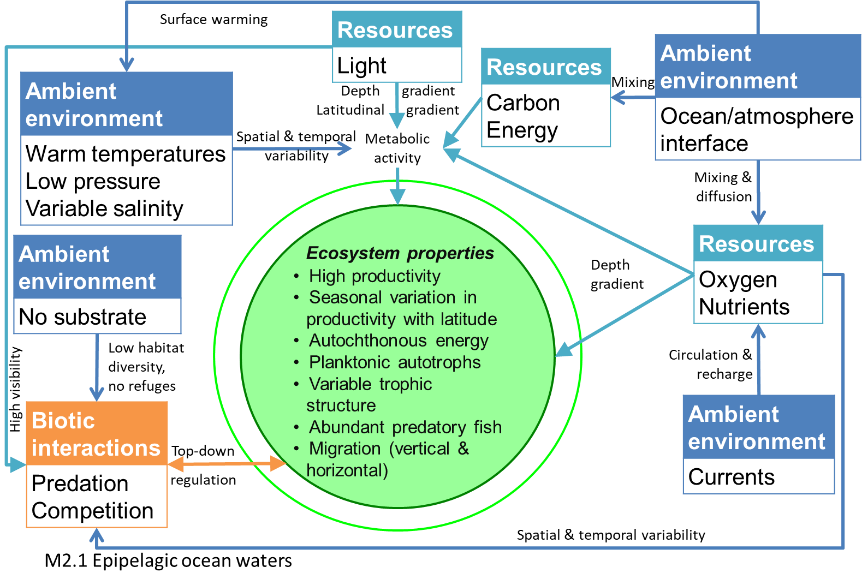 Surface warming
Resources
Light
Depth gradient
Latitudinal gradient
Resources
Carbon
Energy
Mixing
Ambient
environment
Ocean/atmosphere
interface
Ambient
environment
Warm temperatures
Low pressure
Variable salinity
Spatial & temporal
variability
Metabolic
activity
Mixing &
diffusion
Resources
Oxygen
Nutrients
Depth
gradient
Ambient
environment
No substrate
Low habitat
diversity,
no refuges
High visibility
Ecosystem properties
• High productivity
• Seasonal variation in
productivity with latitude
• Autochthonous energy
• Planktonic autotrophs
• Variable trophic
structure
• Abundant predatory fish
• Migration (vertical &
horizontal)
Circulation &
recharge
Ambient
environment
Currents
Biotic
interactions
Predation
Competition
Top-down
regulation
Spatial & temporal variability
M2.1 Epipelagic ocean waters